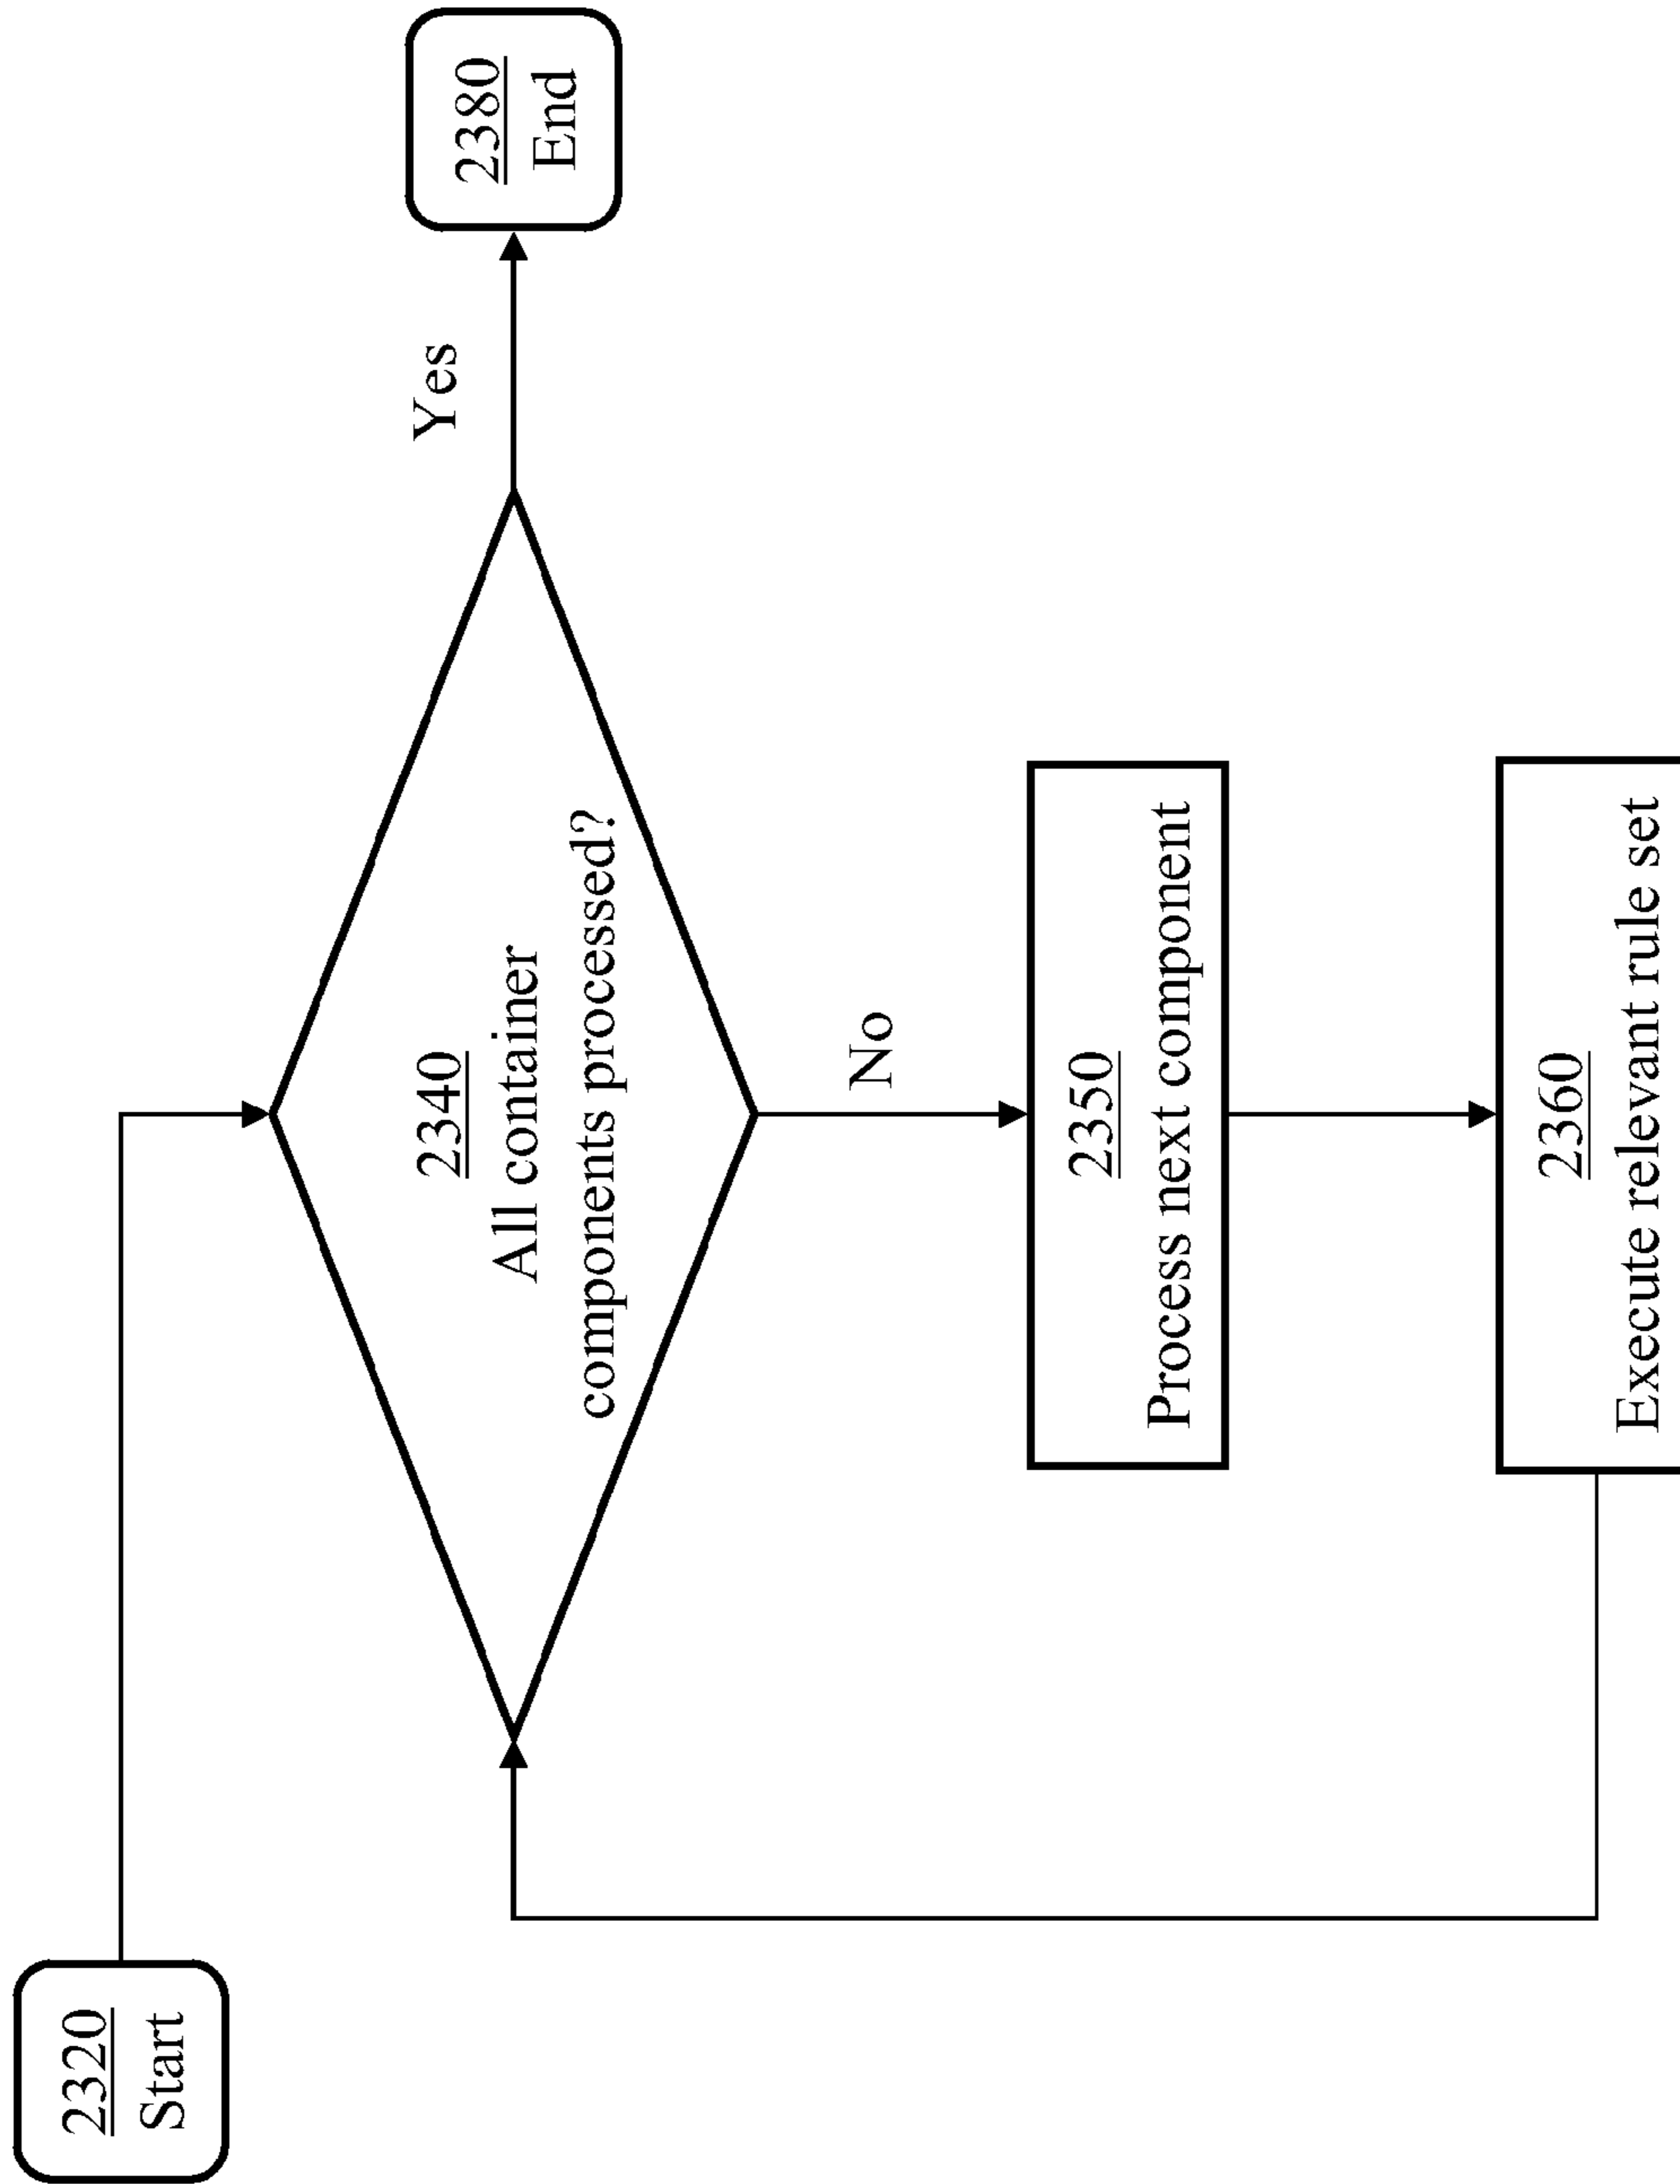 2320
Start
2340
All container
components processed?
Yes
2380
End
No
2350
Process next component
2360
Execute relevant rule set